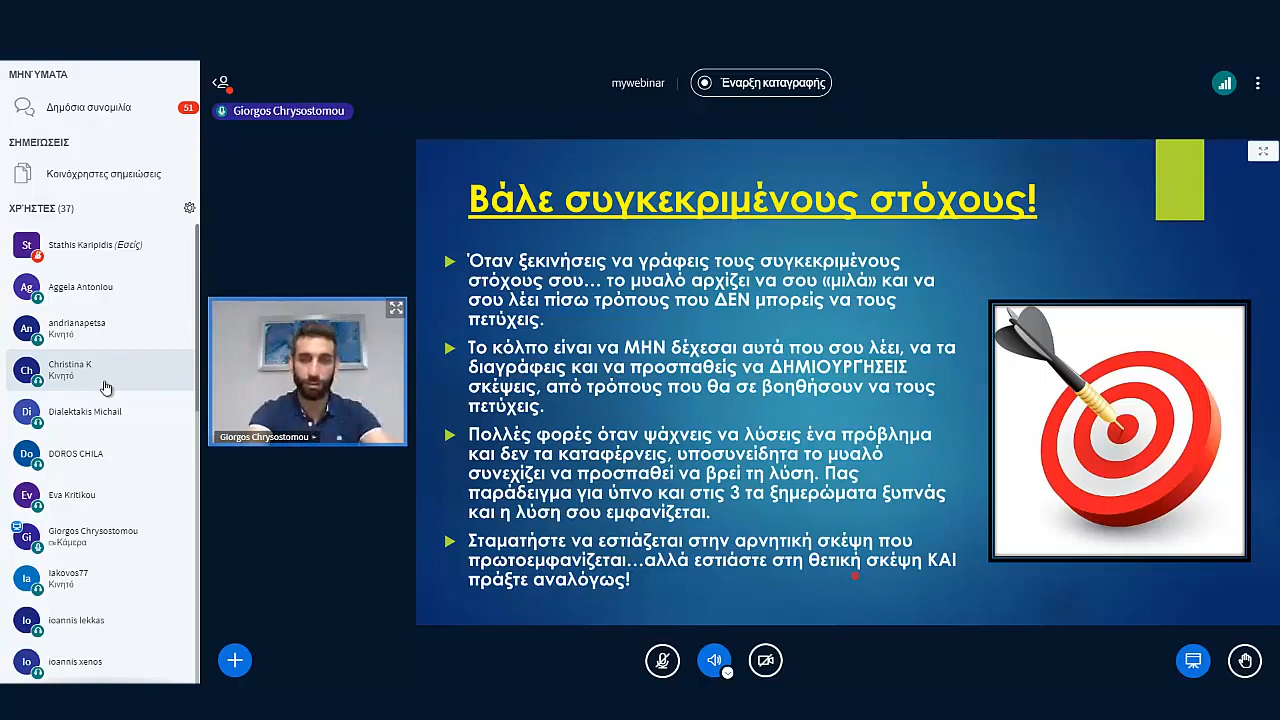 ΜΗΝΎΜΑΤΑ
Δημόσια συνομιλία
51
ΣΗΜΕΙΏΣΕΙΣ
Κοινόχρηστες σημειώσεις
ΧΡΉΣΤΕΣ (37)
St
Stathis Karipidis (Εσείς)
Ag
Aggela Antoniou
An
andrianapetsa
Κινητό
Ch
Christina K
Κινητό
Di
Dialektakis Michail
Do
DOROS CHILA
Ev
Eva Kritikou
Gi
Giorgos Chrysostomou
Κάμερα
Ia
Iakovos77
Κινητό
Io
ioannis lekkas
Io
ioannis xenos
mywebinar
Έναρξη καταγραφής
Giorgos Chrysostomou
Giorgos Chrysostomou
Βάλε συγκεκριμένους στόχους!
Όταν ξεκινήσεις να γράφεις τους συγκεκριμένους
στόχους σου... το μυαλό αρχίζει να σου «μιλά» και να
σου λέει πίσω τρόπους που ΔΕΝ μπορείς να τους
πετύχεις.
Το κόλπο είναι να ΜΗΝ δέχεσαι αυτά που σου λέει, να τα
διαγράφεις και να προσπαθείς να ΔΗΜΙΟΥΡΓΉΣΕΙΣ
σκέψεις, από τρόπους που θα σε βοηθήσουν να τους
πετύχεις.
Πολλές φορές όταν ψάχνεις να λύσεις ένα πρόβλημα
και δεν τα καταφέρνεις, υποσυνείδητα το μυαλό
συνεχίζει να προσπαθεί να βρεί τη λύση. Πας
παράδειγμα για ύπνο και στις 3 τα ξημερώματα ξυπνάς
και η λύση σου εμφανίζεται.
Σταματήστε να εστιάζεται στην αρνητική σκέψη που
πρωτοεμφανίζεται...αλλά εστιάστε στη θετική σκέψη ΚΑΙ
πράξτε αναλόγως!